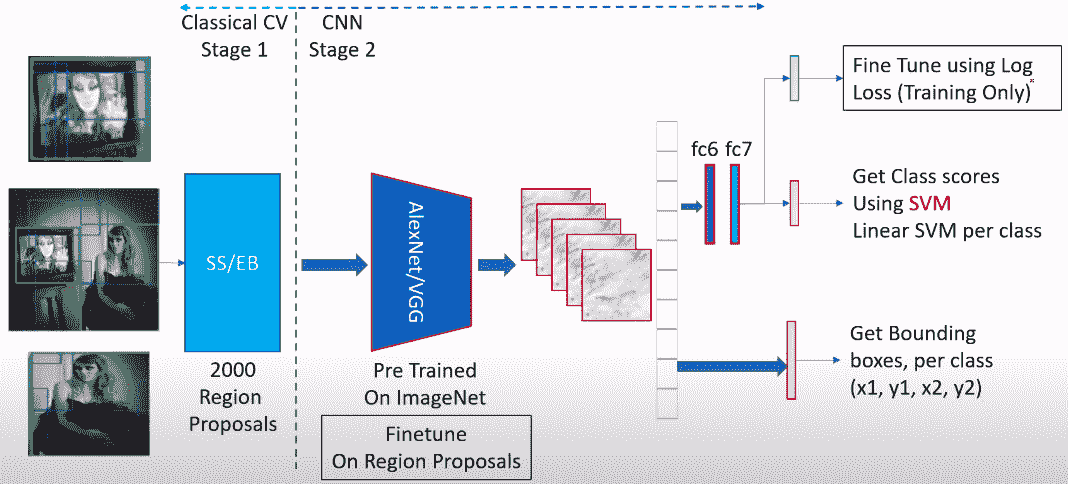 Classical CV
Stage 1
CNN
Stage 2
SS/EB
2000
Region
Proposals
AlexNet/VGG
Pre Trained
On ImageNet
Finetune
On Region Proposals
fc6 fc7
Fine Tune using Log
Loss (Training Only)*
Get Class scores
Using SVM
Linear SVM per class
Get Bounding
boxes, per class
(x1, y1, x2, y2)